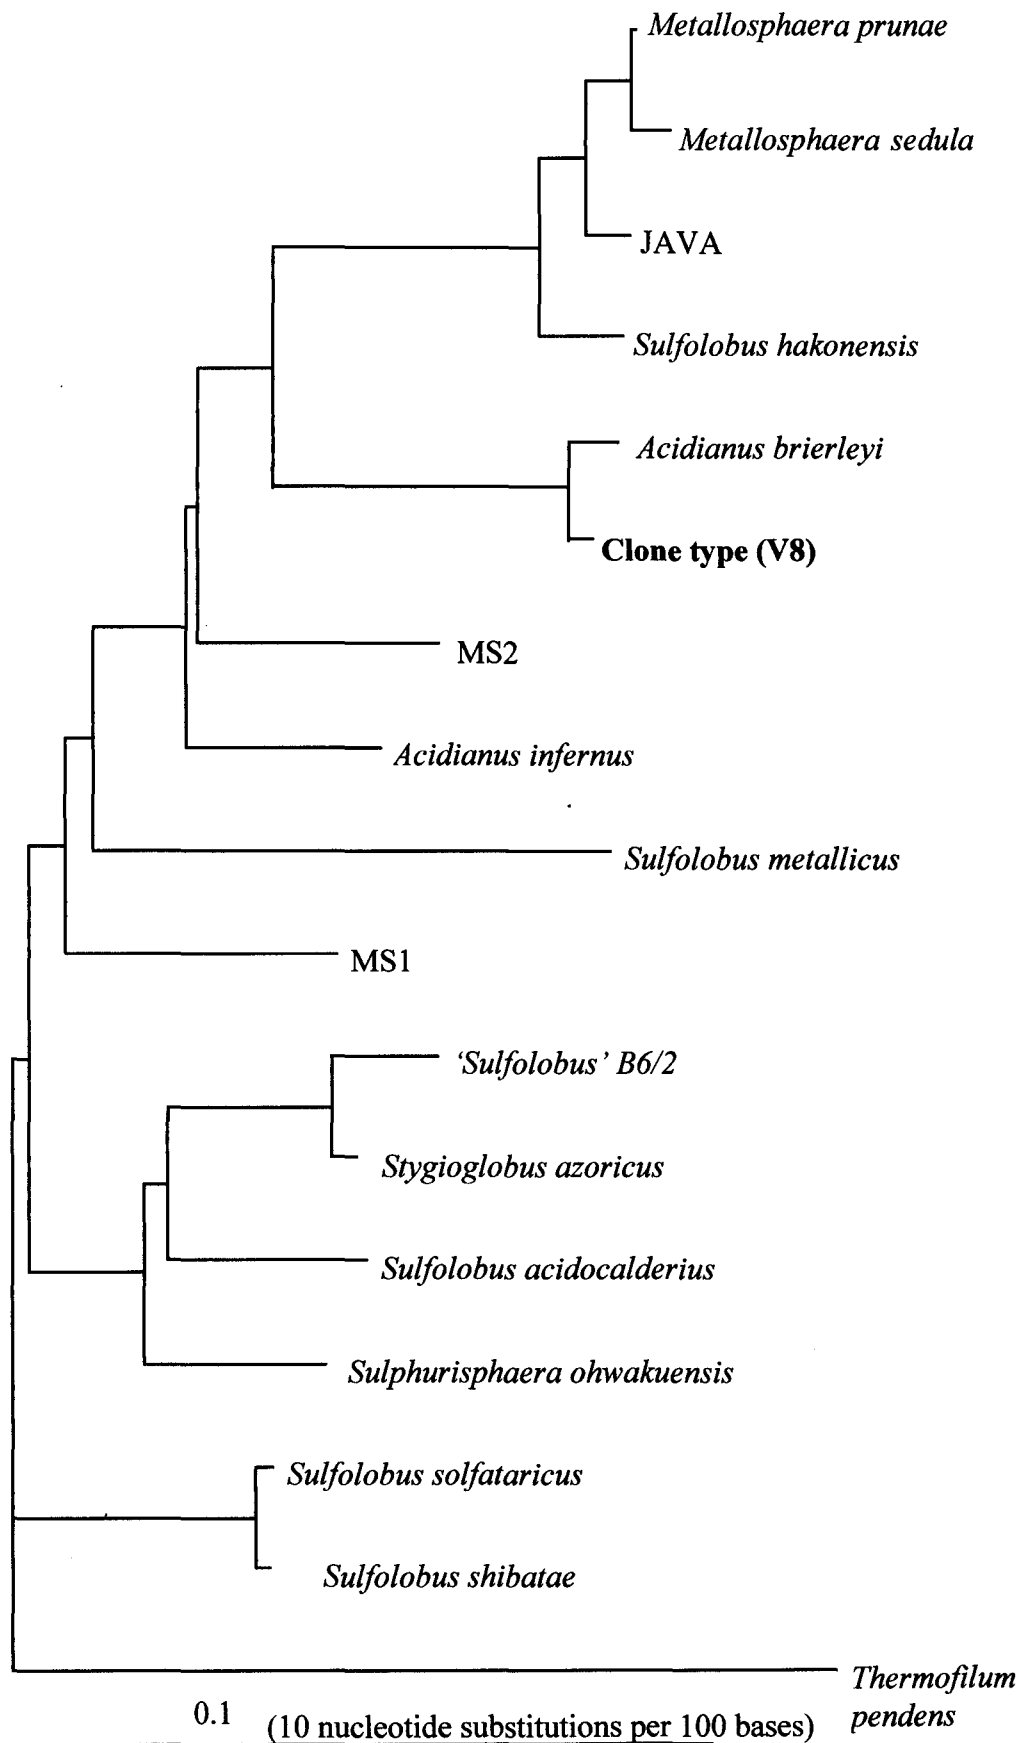 Metallosphaera prunae
Metallosphaera sedula
JAVA
Sulfolobus hakonensis
Acidianus brierleyi
Clone type (V8)
MS2
Acidianus infernus
Sulfolobus metallicus
MS1
‘Sulfolobus’ B6/2
Stygioglobus azoricus
Sulfolobus acidocalderius
Sulphurisphaera ohwakuensis
Sulfolobus solfataricus
Sulfolobus shibatae
Thermofilum
pendens
0.1 (10 nucleotide substitutions per 100 bases)